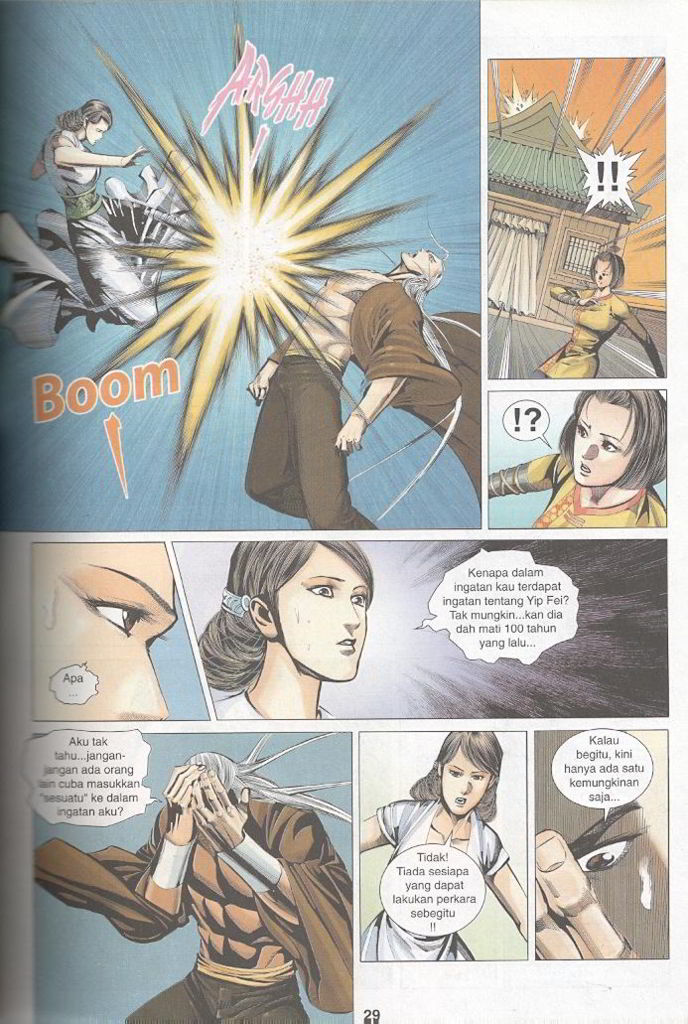 ARGHH
!!
Boom
!?
Kenapa dalam
ingatan kau terdapat
ingatan tentang Yip Fei?
Tak mungkin...kan dia
dah mati 100 tahun
yang lalu...
Apa
...
Aku tak
tahu...jangan-
jangan ada orang
lain cuba masukkan
"sesuatu" ke dalam
ingatan aku?
Tidak!
Tiada sesiapa
yang dapat
lakukan perkara
sebegitu
!!
Kalau
begitu, kini
hanya ada satu
kemungkinan
saja...
29